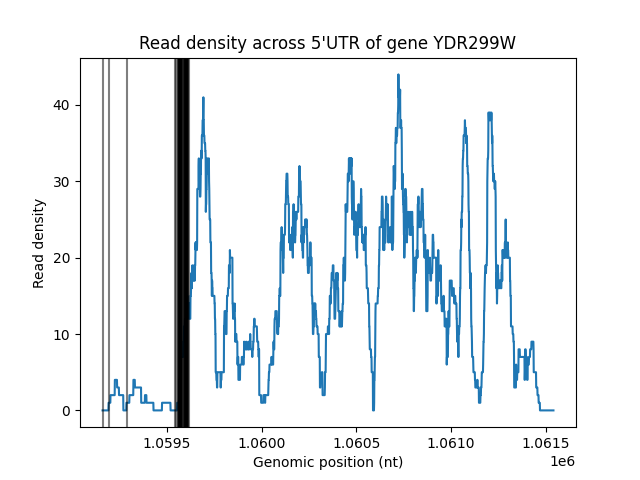 Read density across 5'UTR of gene YDR299W
Read density
40
30
20
10
0
1.0595 1.0600 1.0605 1.0610 1.0615
1e6
Genomic position (nt)